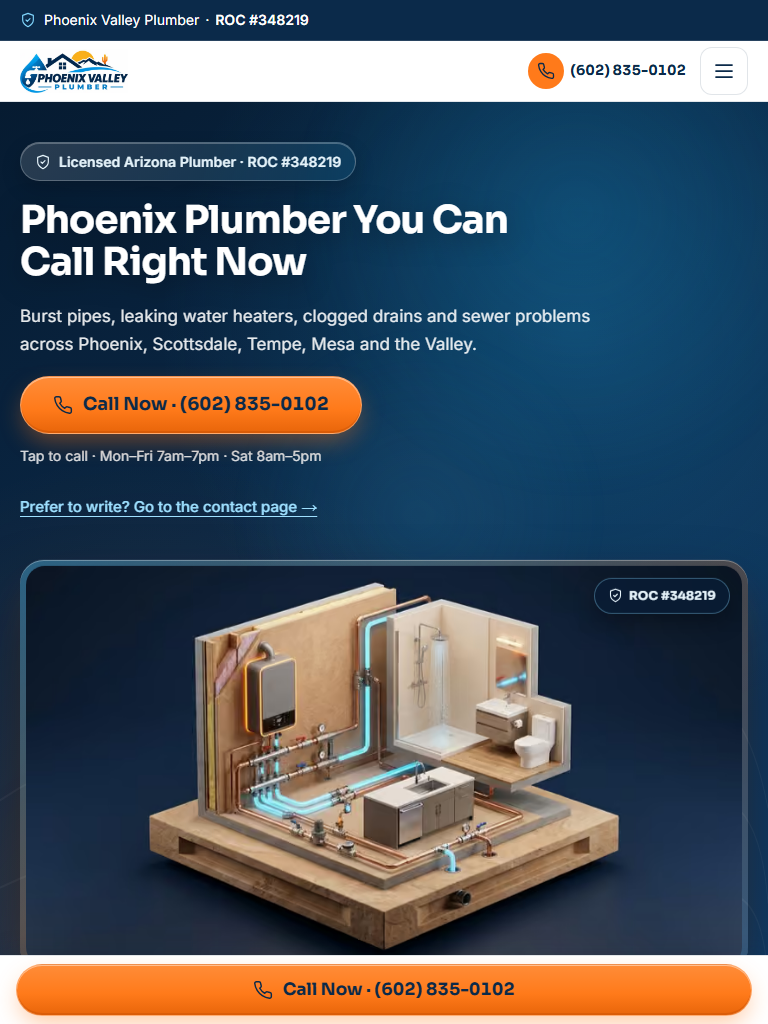 Phoenix Valley Plumber · ROC #348219
PHOENIX VALLEY
PLUMBER
(602) 835-0102
Licensed Arizona Plumber · ROC #348219
Phoenix Plumber You Can
Call Right Now
Burst pipes, leaking water heaters, clogged drains and sewer problems
across Phoenix, Scottsdale, Tempe, Mesa and the Valley.
Call Now · (602) 835-0102
Tap to call · Mon–Fri 7am–7pm · Sat 8am–5pm
Prefer to write? Go to the contact page →
ROC #348219
Call Now · (602) 835-0102